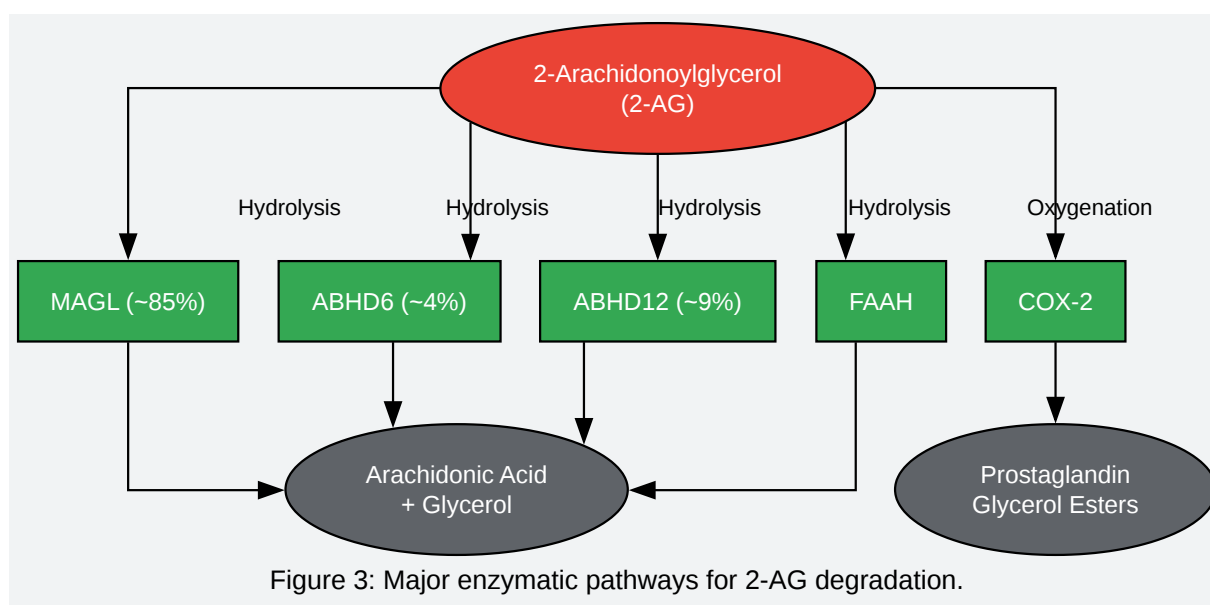 2-Arachidonoylglycerol
(2-AG)
Hydrolysis
Hydrolysis
Hydrolysis
Hydrolysis
Oxygenation
MAGL (~85%)
ABHD6 (~4%)
ABHD12 (~9%)
FAAH
COX-2
Arachidonic Acid
+ Glycerol
Prostaglandin
Glycerol Esters
Figure 3: Major enzymatic pathways for 2-AG degradation.